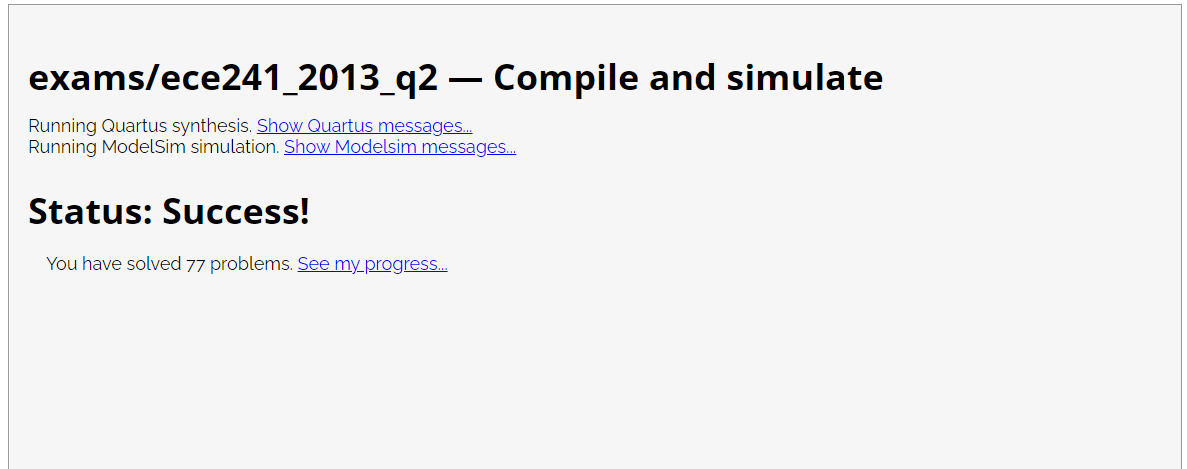 exams/ece241_2013_q2 — Compile and simulate
Running Quartus synthesis. Show Quartus messages...
Running ModelSim simulation. Show Modelsim messages...
Status: Success!
You have solved 77 problems. See my progress...